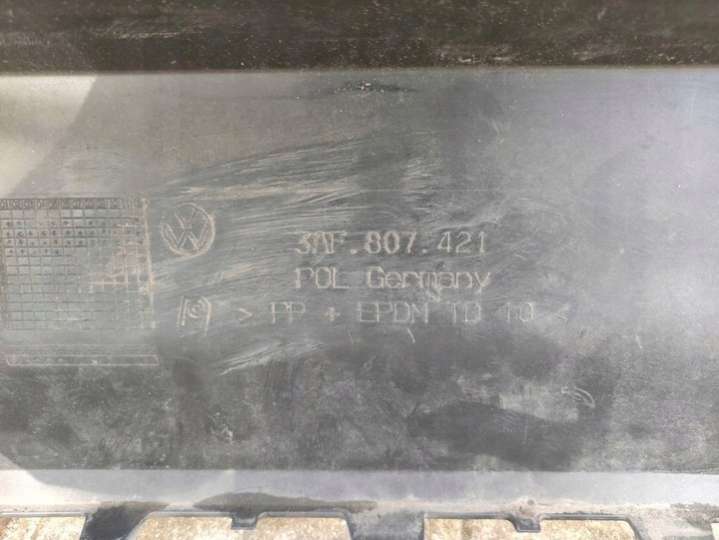 3AF.807.421
POL Germany
> PP + EPDM TD 10 <